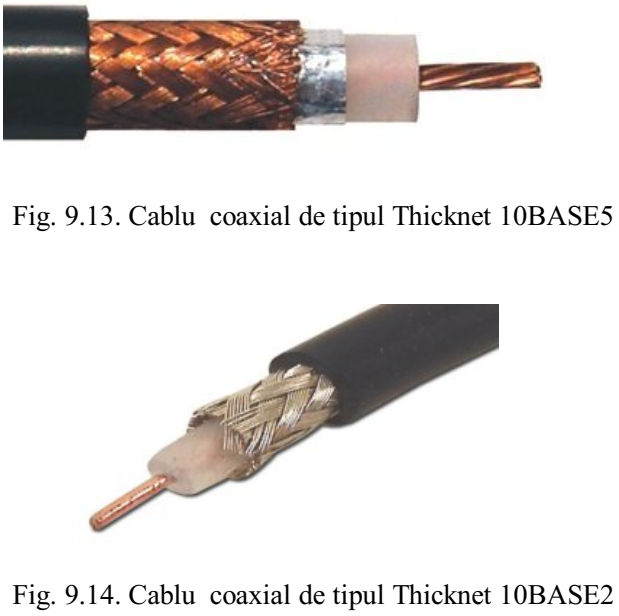 Fig. 9.13. Cablu coaxial de tipul Thicknet 10BASE5
Fig. 9.14. Cablu coaxial de tipul Thicknet 10BASE2